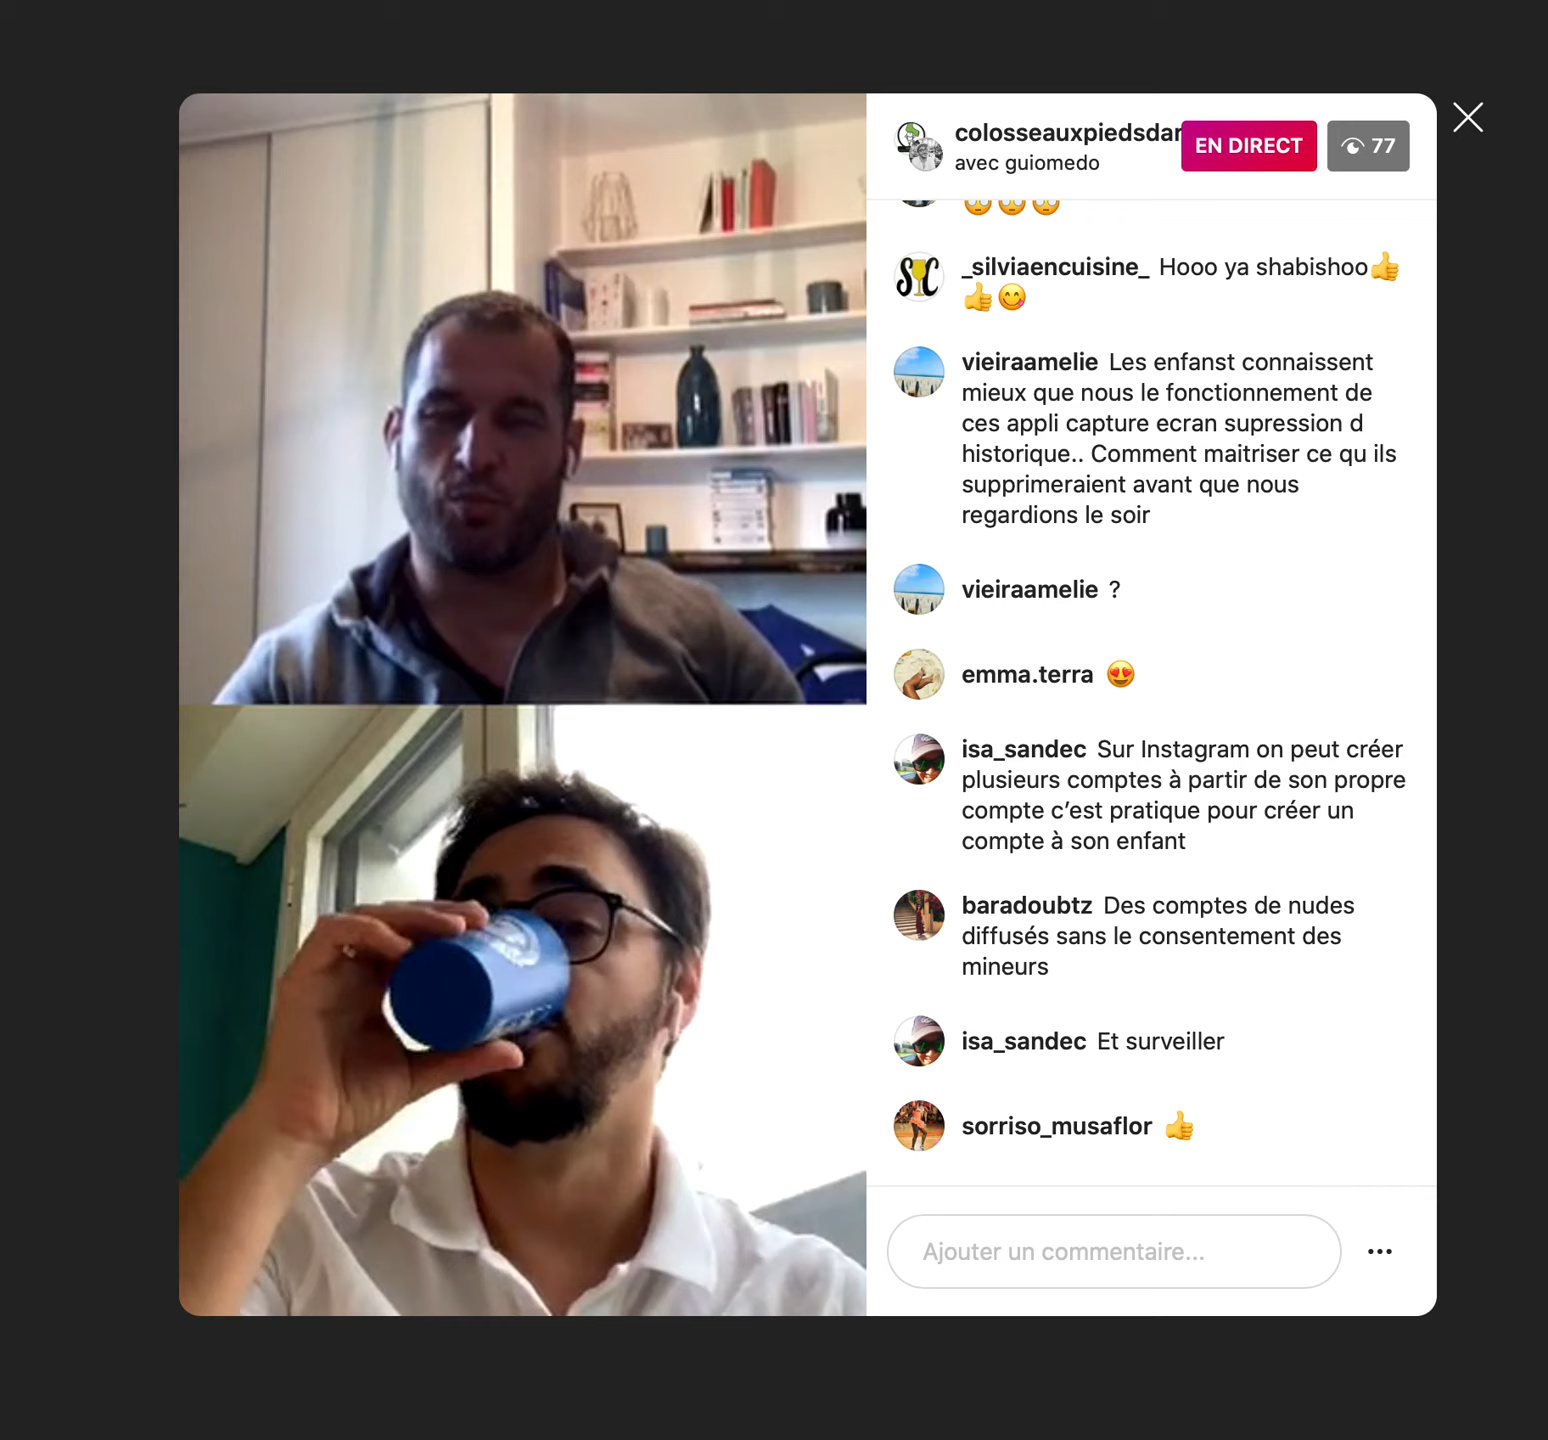 colosseauxpiedsdar
avec guiomedo
EN DIRECT
77
_silviaencuisine_ Hooo ya shabishoo👍
👍😋
vieiraamelie Les enfanst connaissent
mieux que nous le fonctionnement de
ces appli capture ecran supression d
historique.. Comment maitriser ce qu ils
supprimeraient avant que nous
regardions le soir
vieiraamelie ?
emma.terra 😍
isa_sandec Sur Instagram on peut créer
plusieurs comptes à partir de son propre
compte c’est pratique pour créer un
compte à son enfant
baradoubtz Des comptes de nudes
diffusés sans le consentement des
mineurs
isa_sandec Et surveiller
sorriso_musaflor 👍
Ajouter un commentaire...